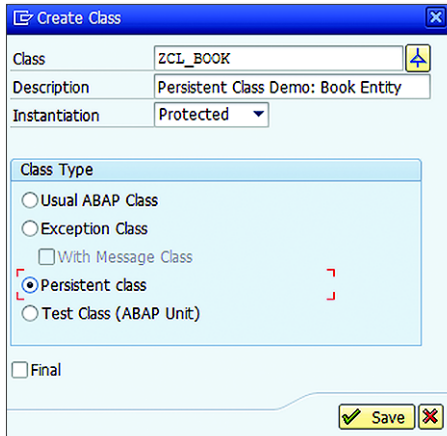 Create Class
Class ZCL_BOOK
Description Persistent Class Demo: Book Entity
Instantiation Protected
Class Type
Usual ABAP Class
Exception Class
With Message Class
Persistent class
Test Class (ABAP Unit)
Final
Save